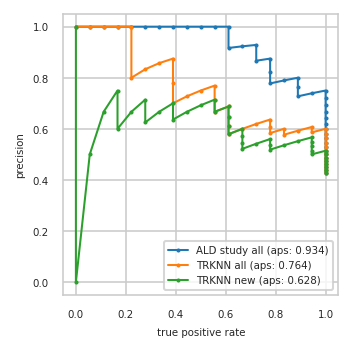 1.0
0.8
0.6
0.4
0.2
0.0
precision
0.0 0.2 0.4 0.6 0.8 1.0
true positive rate
ALD study all (aps: 0.934)
TRKNN all (aps: 0.764)
TRKNN new (aps: 0.628)